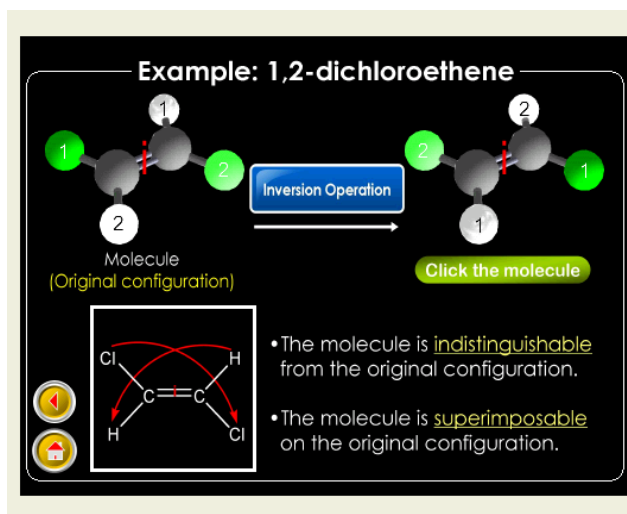 Example: 1,2-dichloroethene
1
1
2
2
Inversion Operation
2
2
1
1
Molecule
(Original configuration)
Click the molecule
Cl
H
C
i
C
H
Cl
•The molecule is indistinguishable
from the original configuration.
•The molecule is superimposable
on the original configuration.